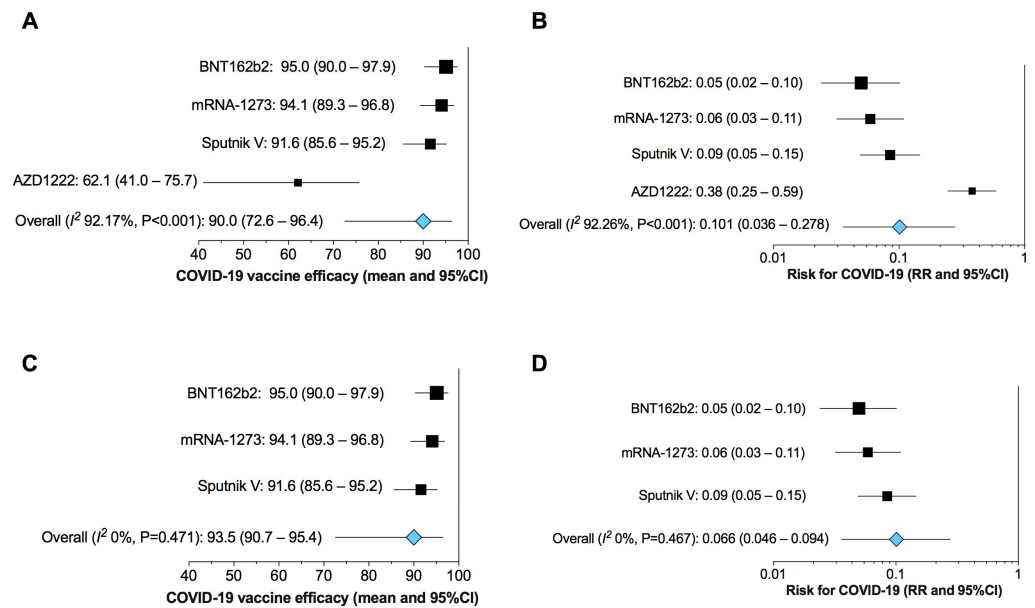 A
BNT162b2: 95.0 (90.0 – 97.9)
mRNA-1273: 94.1 (89.3 – 96.8)
Sputnik V: 91.6 (85.6 – 95.2)
AZD1222: 62.1 (41.0 – 75.7)
Overall (I² 92.17%, P<0.001): 90.0 (72.6 – 96.4)
40 50 60 70 80 90 100
COVID-19 vaccine efficacy (mean and 95%CI)
B
BNT162b2: 0.05 (0.02 – 0.10)
mRNA-1273: 0.06 (0.03 – 0.11)
Sputnik V: 0.09 (0.05 – 0.15)
AZD1222: 0.38 (0.25 – 0.59)
Overall (I² 92.26%, P<0.001): 0.101 (0.036 – 0.278)
0.01 0.1 1
Risk for COVID-19 (RR and 95%CI)
C
BNT162b2: 95.0 (90.0 – 97.9)
mRNA-1273: 94.1 (89.3 – 96.8)
Sputnik V: 91.6 (85.6 – 95.2)
Overall (I² 0%, P=0.471): 93.5 (90.7 – 95.4)
40 50 60 70 80 90 100
COVID-19 vaccine efficacy (mean and 95%CI)
D
BNT162b2: 0.05 (0.02 – 0.10)
mRNA-1273: 0.06 (0.03 – 0.11)
Sputnik V: 0.09 (0.05 – 0.15)
Overall (I² 0%, P=0.467): 0.066 (0.046 – 0.094)
0.01 0.1 1
Risk for COVID-19 (RR and 95%CI)